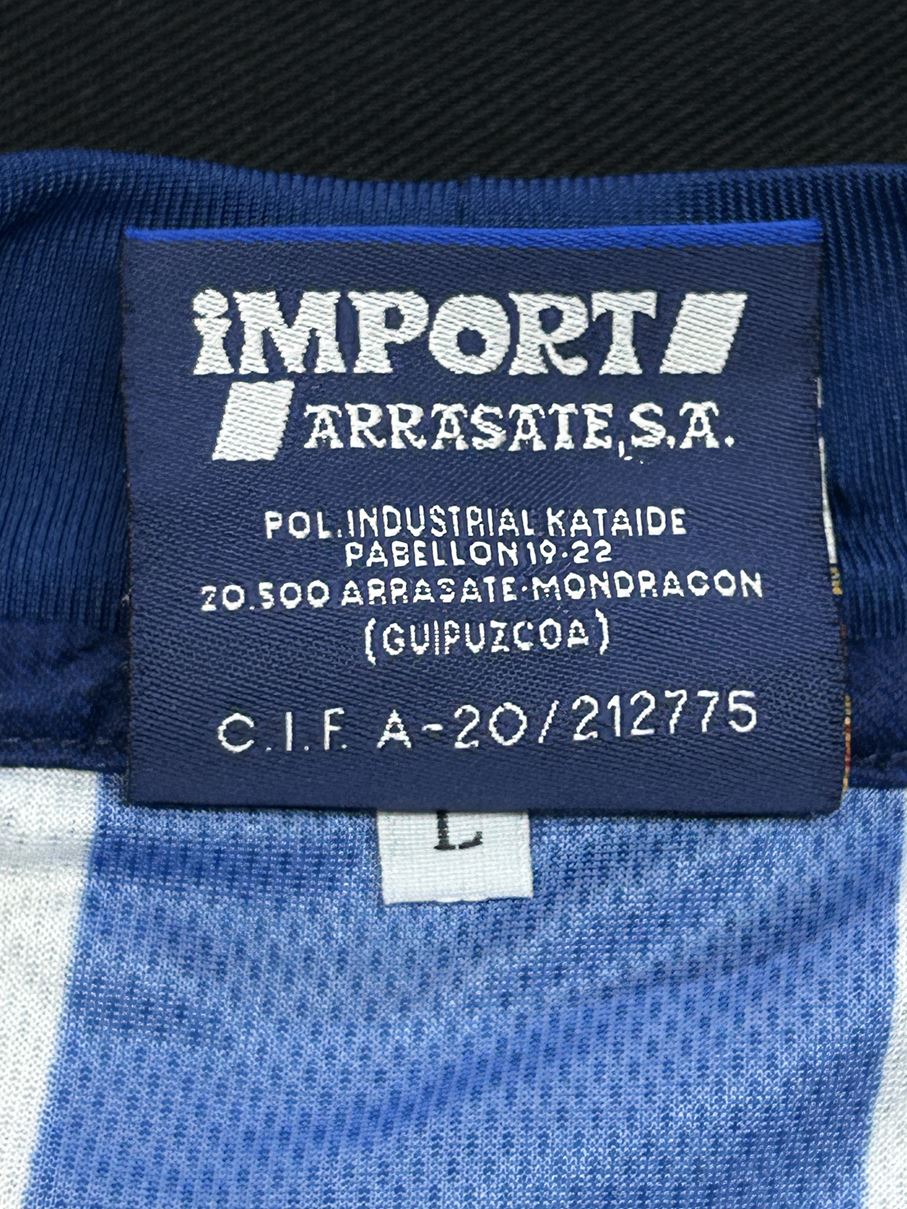 iMPORT
ARRASATE,S.A.
POL.INDUSTRIAL KATAIDE
PABELLON 19-22
20.500 ARRASATE-MONDRAGON
(GUIPUZCOA)
C.I.F. A-20/212775
L